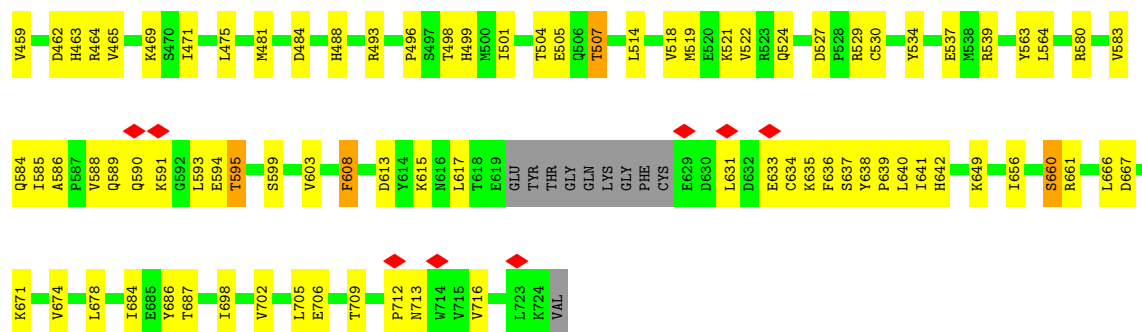 V459 D462 H463 R464 V465 K469 S470 I471 L475 M481 D484 H488 R493 P496 S497 T498 H499 M500 I501 T504 E505 Q506 T507 L514 V518 M519 E520 K521 V522 R523 Q524 D527 P528 R529 C530 Y534 E537 M538 R539 Y563 L564 R580 V583
Q584 I585 A586 P587 V588 Q589 Q590 K591 G592 L593 E594 T595 S599 V603 F608 D613 Y614 K615 N616 L617 T618 E619 GLU TYR THR GLY GLN LYS GLY PHE CYS E629 D630 L631 D632 E633 C634 K635 F636 S637 Y638 P639 L640 I641 H642 K649 I656 S660 R661 L666 D667
K671 V674 L678 I684 E685 Y686 T687 I698 V702 L705 E706 T709 P712 N713 W714 V715 V716 L723 K724 VAL